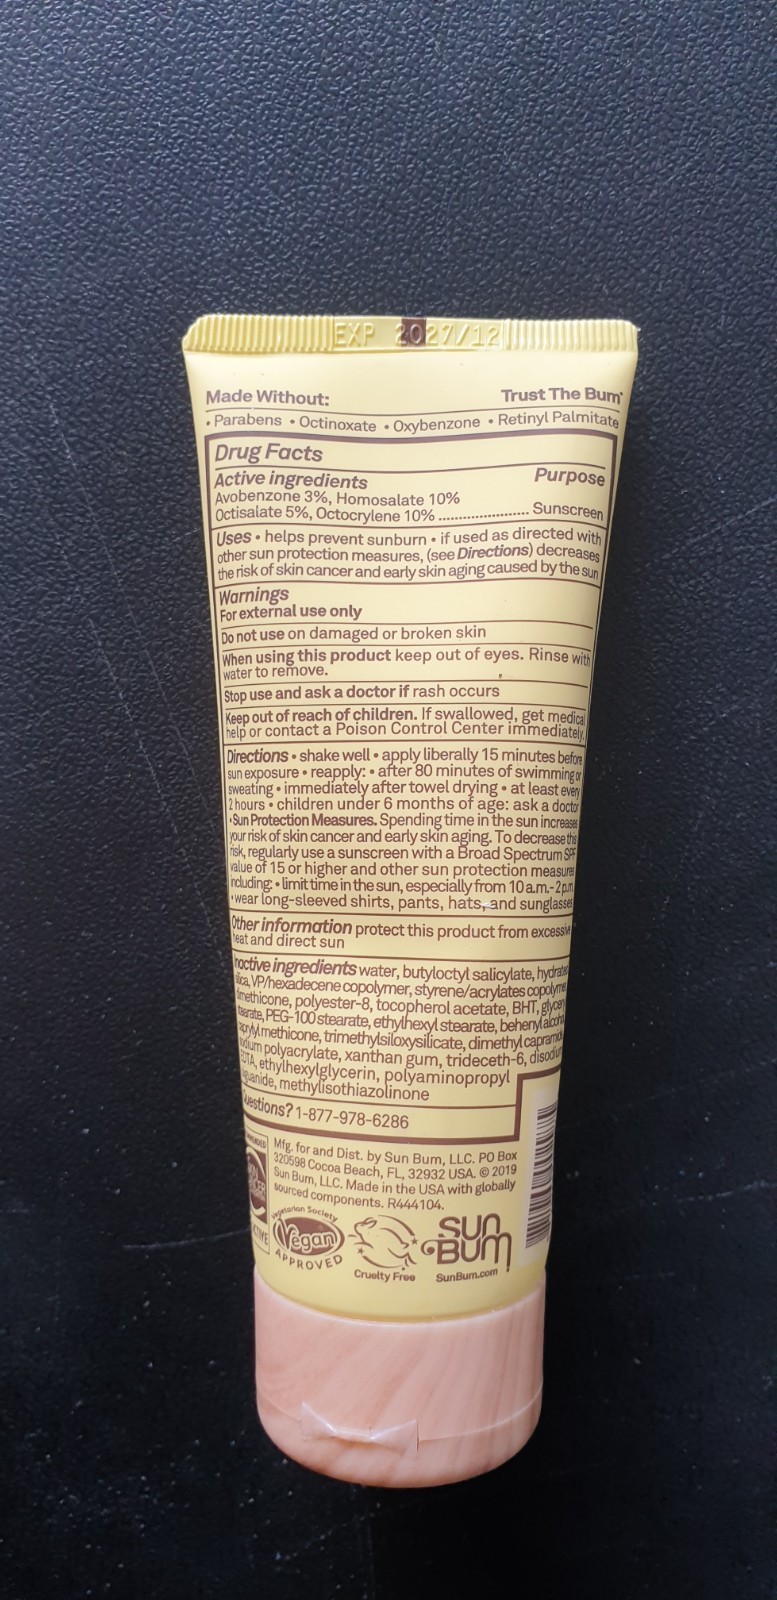 EXP 2027/12
Made Without: Trust The Bum
• Parabens • Octinoxate • Oxybenzone • Retinyl Palmitate
Drug Facts
Active ingredients Purpose
Avobenzone 3%, Homosalate 10%
Octisalate 5%, Octocrylene 10% .................... Sunscreen
Uses • helps prevent sunburn • if used as directed with
other sun protection measures, (see Directions) decreases
the risk of skin cancer and early skin aging caused by the sun
Warnings
For external use only
Do not use on damaged or broken skin
When using this product keep out of eyes. Rinse with
water to remove.
Stop use and ask a doctor if rash occurs
Keep out of reach of children. If swallowed, get medical
help or contact a Poison Control Center immediately.
Directions • shake well • apply liberally 15 minutes before
sun exposure • reapply: • after 80 minutes of swimming or
sweating • immediately after towel drying • at least every
2 hours • children under 6 months of age: ask a doctor
• Sun Protection Measures. Spending time in the sun increases
your risk of skin cancer and early skin aging. To decrease this
risk, regularly use a sunscreen with a Broad Spectrum SPF
value of 15 or higher and other sun protection measures
including: • limit time in the sun, especially from 10 a.m.- 2 p.m.
• wear long-sleeved shirts, pants, hats, and sunglasses
Other information protect this product from excessive
heat and direct sun
Inactive ingredients water, butyloctyl salicylate, hydrated
silica, VP/hexadecene copolymer, styrene/acrylates copolymer,
dimethicone, polyester-8, tocopherol acetate, BHT, glyceryl
stearate, PEG-100 stearate, ethylhexyl stearate, behenyl alcohol,
caprylyl methicone, trimethylsiloxysilicate, dimethyl capramide,
sodium polyacrylate, xanthan gum, trideceth-6, disodium
EDTA, ethylhexylglycerin, polyaminopropyl
biguanide, methylisothiazolinone
Questions? 1-877-978-6286
Mfg. for and Dist. by Sun Bum, LLC. PO Box
320598 Cocoa Beach, FL, 32932 USA. © 2019
Sun Bum, LLC. Made in the USA with globally
sourced components. R444104.
Vegetarian Society
Vegan
APPROVED
Cruelty Free
SUN
BUM
SunBum.com